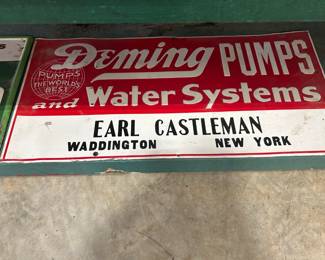 Deming PUMPS
PUMPS
THE WORLD'S
BEST
and Water Systems
EARL CASTLEMAN
WADDINGTON NEW YORK